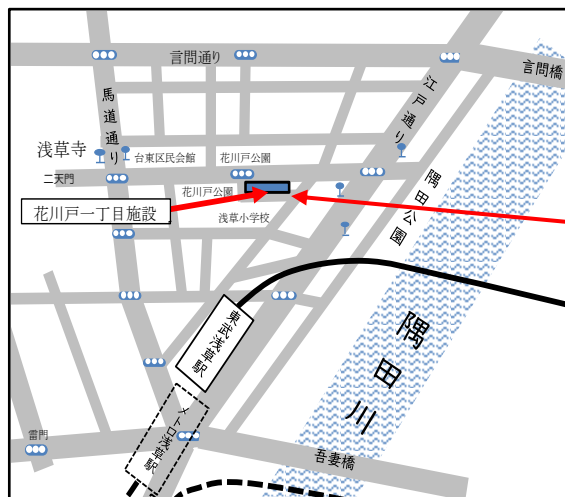 言問通り
言問橋
馬道通り
江戸通り
浅草寺
台東区民会館
花川戸公園
二天門
花川戸公園
隅田公園
花川戸一丁目施設
浅草小学校
東武浅草駅
隅田川
メトロ浅草駅
雷門
吾妻橋